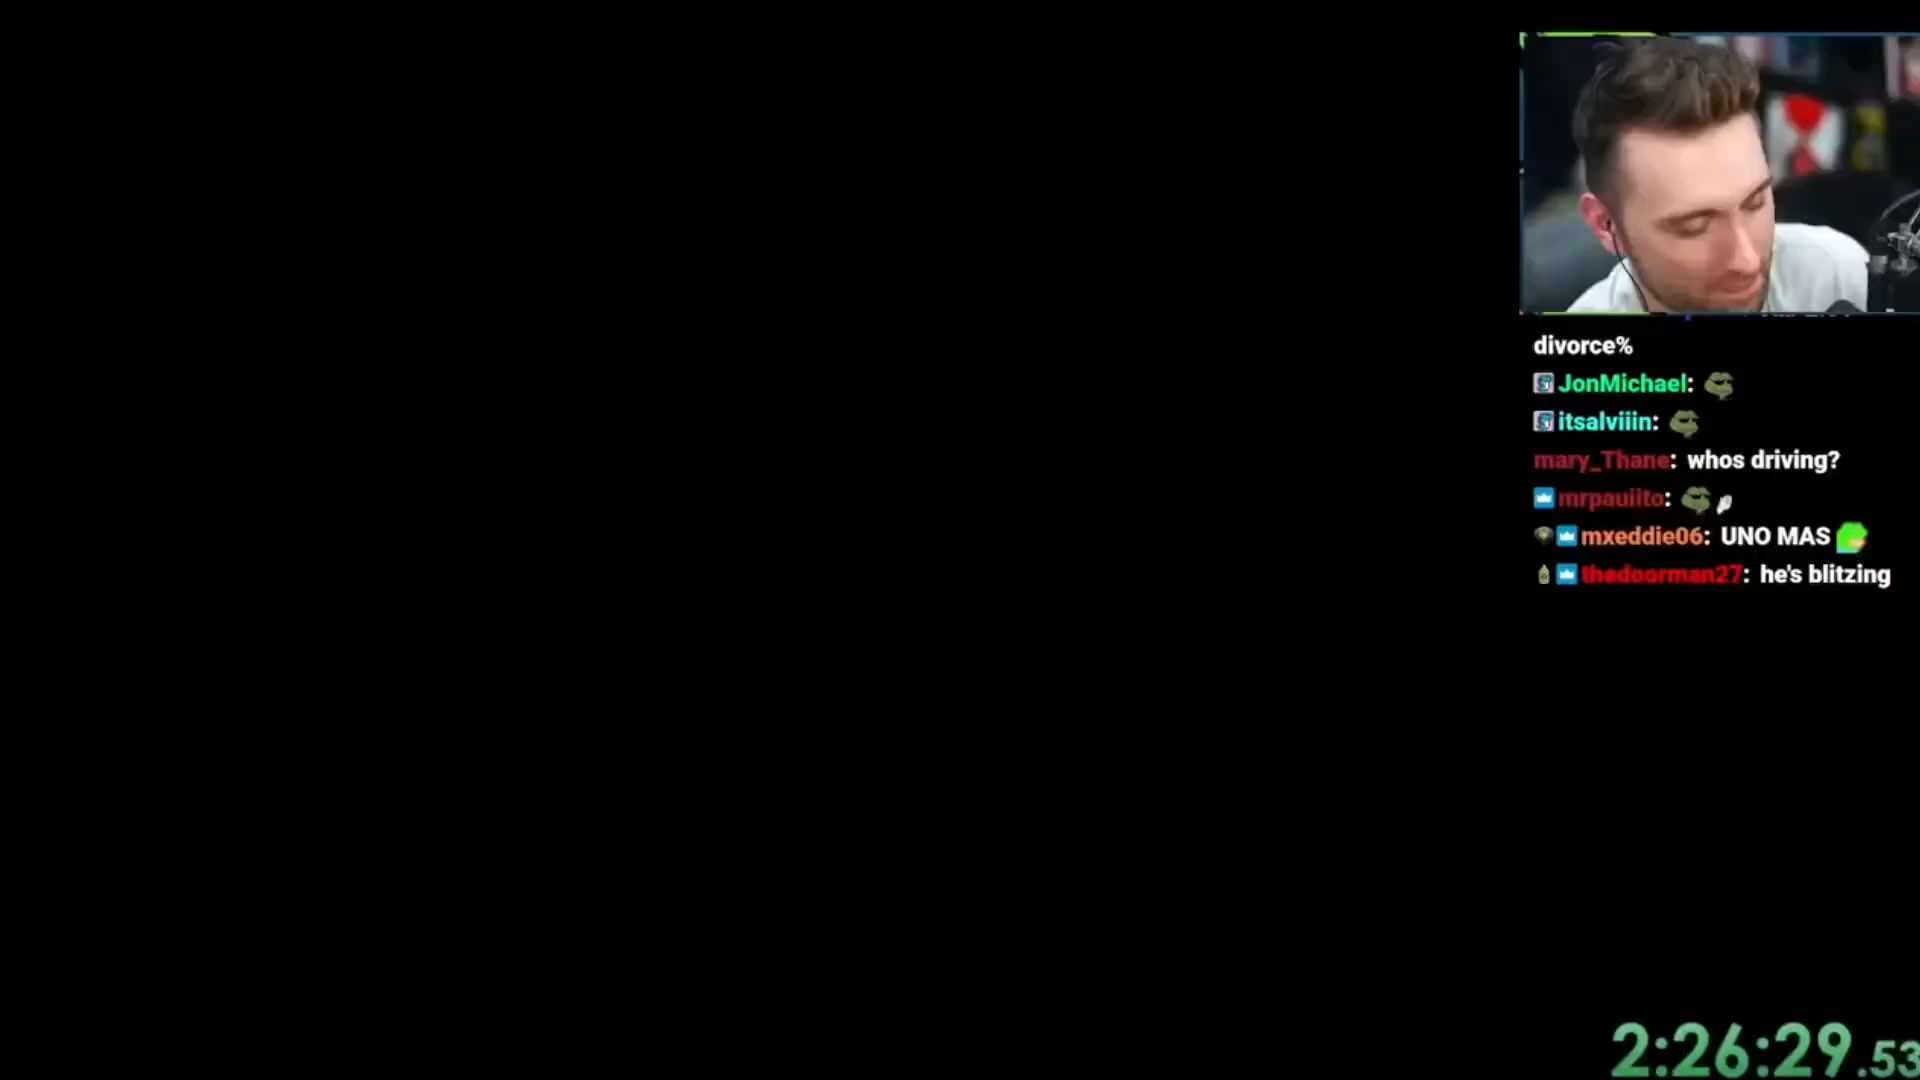 divorce%
JonMichael:
itsalviiin:
mary_Thane: whos driving?
mrpauiito:
mxeddie06: UNO MAS
thedoorman27: he's blitzing
2:26:29.53